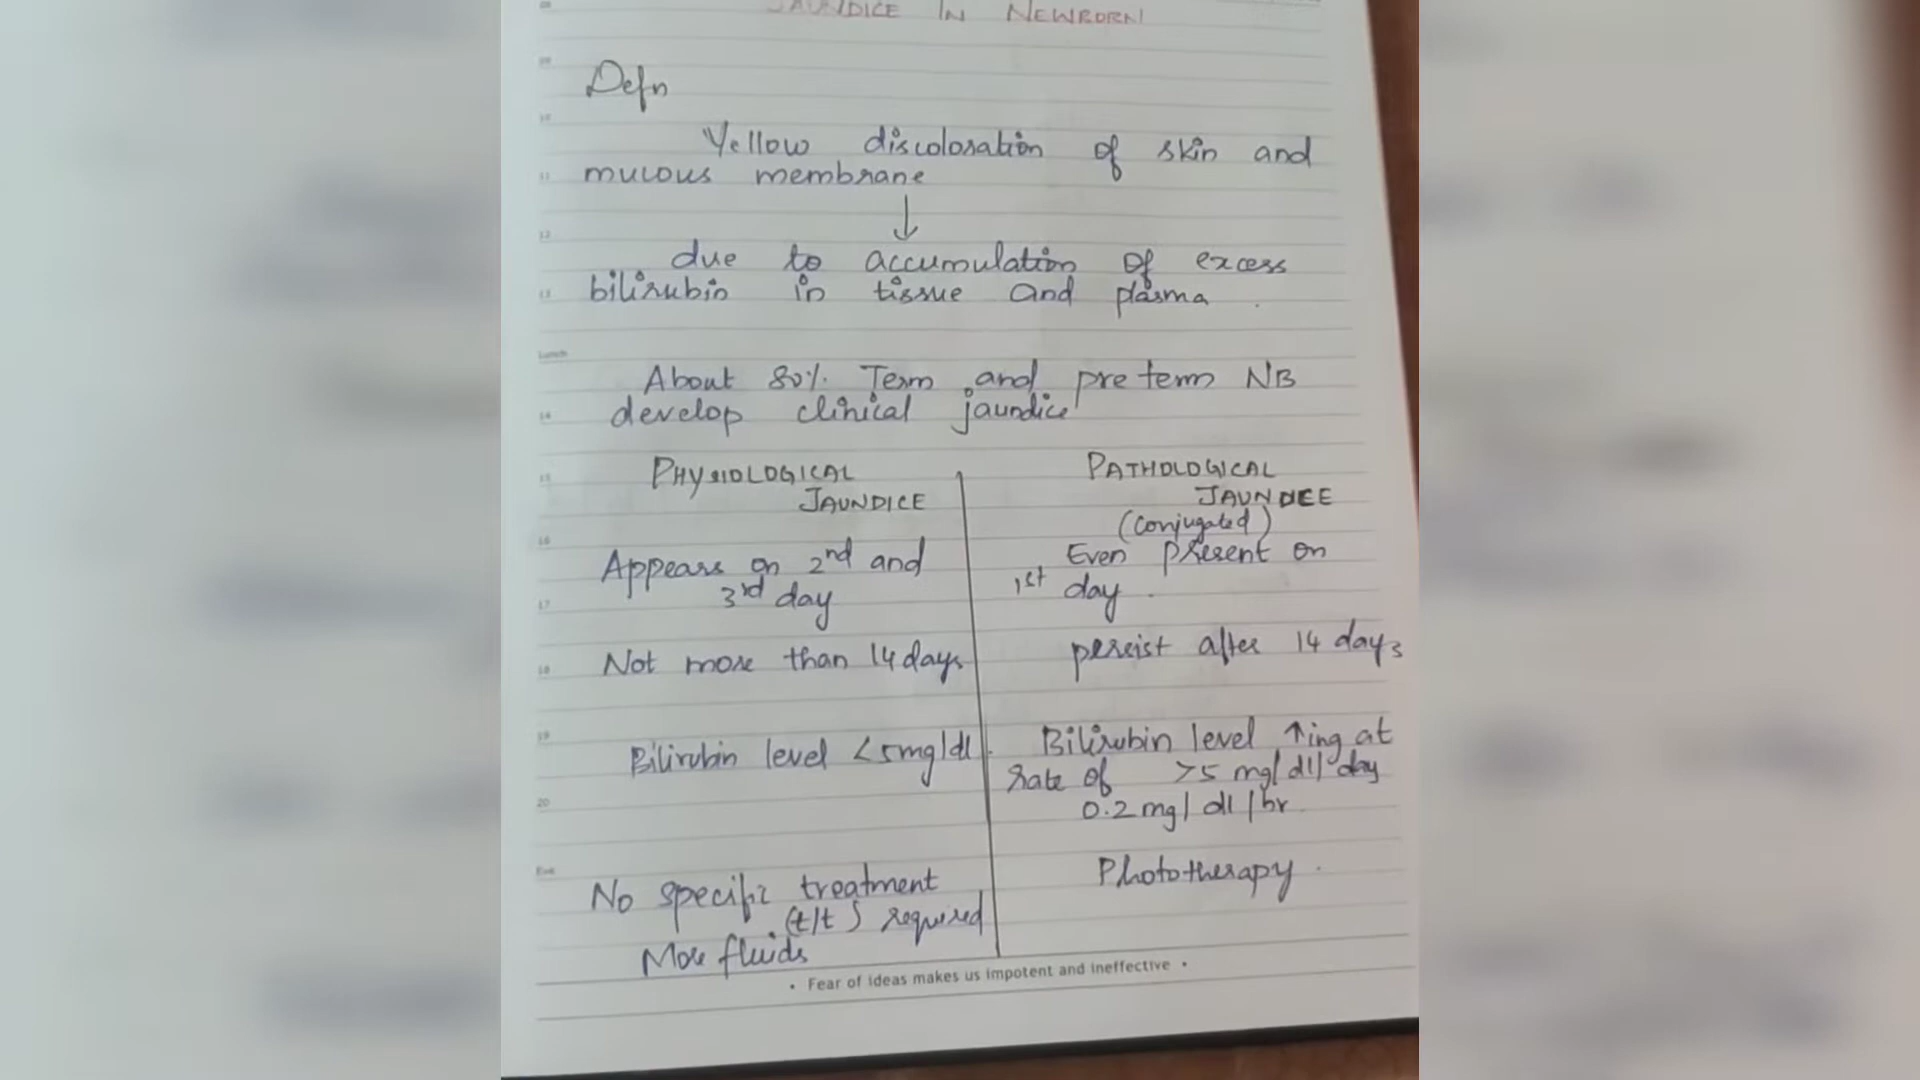 JAUNDICE IN NEWBORN
Defn
Yellow discoloration of skin and
mucous membrane
↓
due to accumulation of excess
bilirubin in tissue and plasma.
About 80% Term and preterm NB
develop clinical jaundice
PHYSIOLOGICAL
JAUNDICE
Appears on 2nd and
3rd day
Not more than 14 days
Bilirubin level <5mg/dl.
No specific treatment
(t/t) required
More fluids
PATHOLOGICAL
JAUNDICE
(conjugated)
Even present on
1st day.
persist after 14 days
Bilirubin level ↑ing at
rate of >5 mg/dl/day
0.2 mg/dl/hr
Phototherapy.
• Fear of ideas makes us impotent and ineffective •